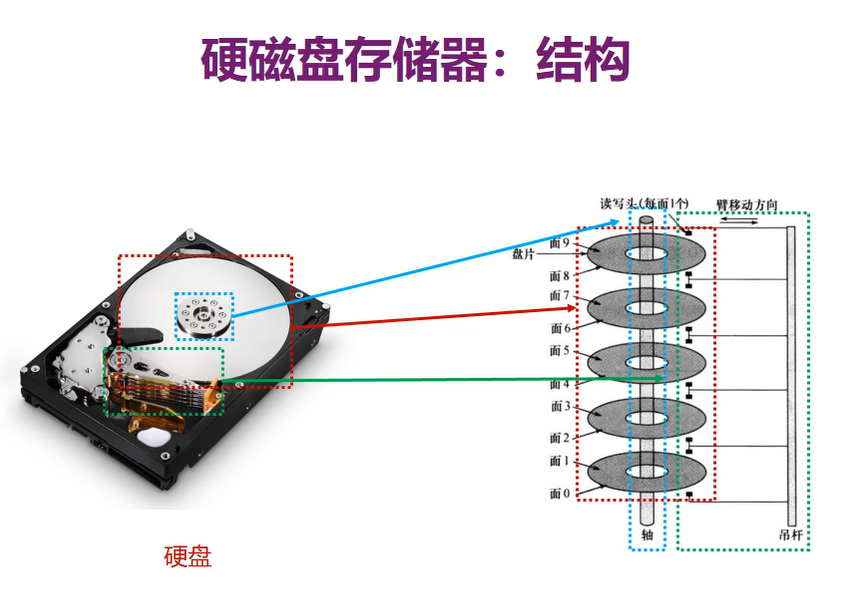 硬磁盘存储器：结构
读写头(每面1个)
臂移动方向
面9
盘片
面8
面7
面6
面5
面4
面3
面2
面1
面0
轴
吊杆
硬盘